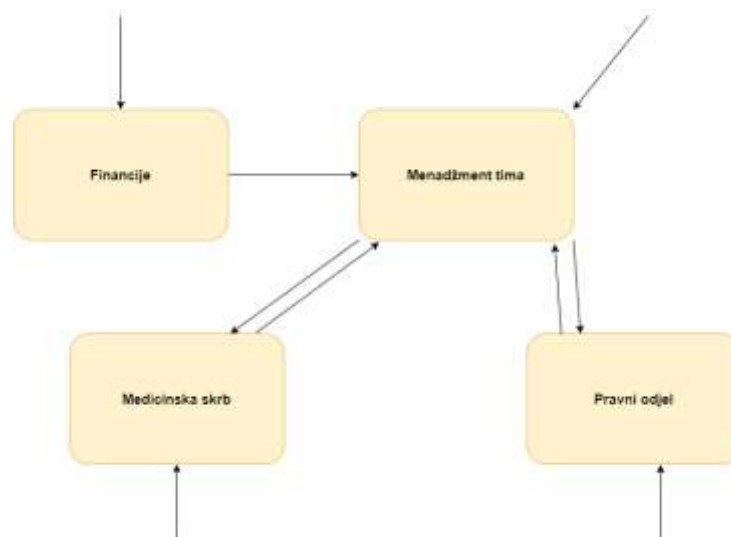 Financije
Menadžment tima
Medicinska skrb
Pravni odjel